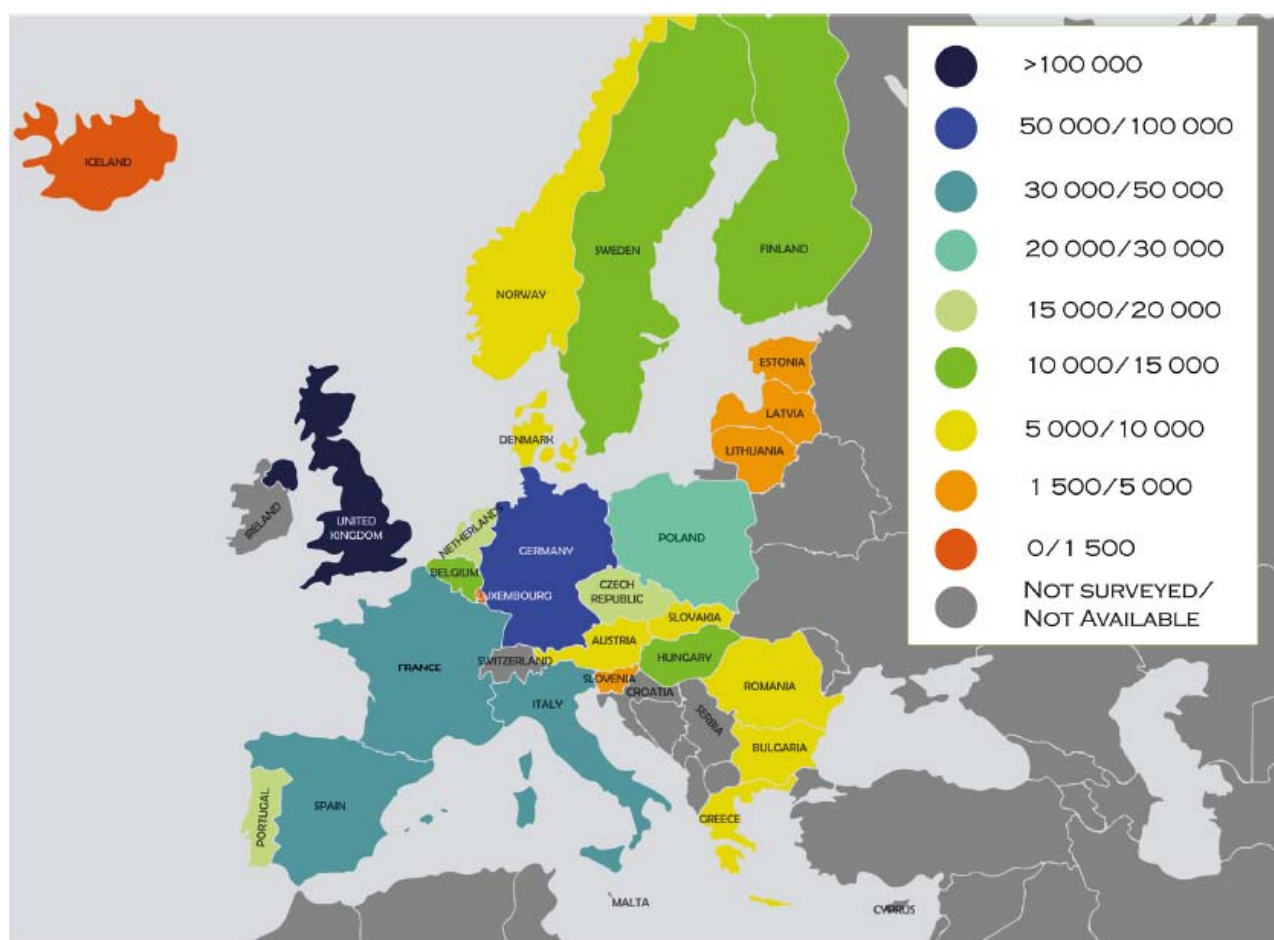 >100 000
50 000/100 000
30 000/50 000
20 000/30 000
15 000/20 000
10 000/15 000
5 000/10 000
1 500/5 000
0/1 500
NOT SURVEYED/
NOT AVAILABLE
ICELAND
SWEDEN
FINLAND
NORWAY
ESTONIA
LATVIA
DENMARK
LITHUANIA
IRELAND
UNITED
KINGDOM
NETHERLANDS
GERMANY
POLAND
BELGIUM
LUXEMBOURG
CZECH
REPUBLIC
SLOVAKIA
AUSTRIA
FRANCE
SWITZERLAND
HUNGARY
SLOVENIA
CROATIA
ROMANIA
ITALY
SERBIA
BULGARIA
PORTUGAL
SPAIN
GREECE
MALTA
CYPRUS